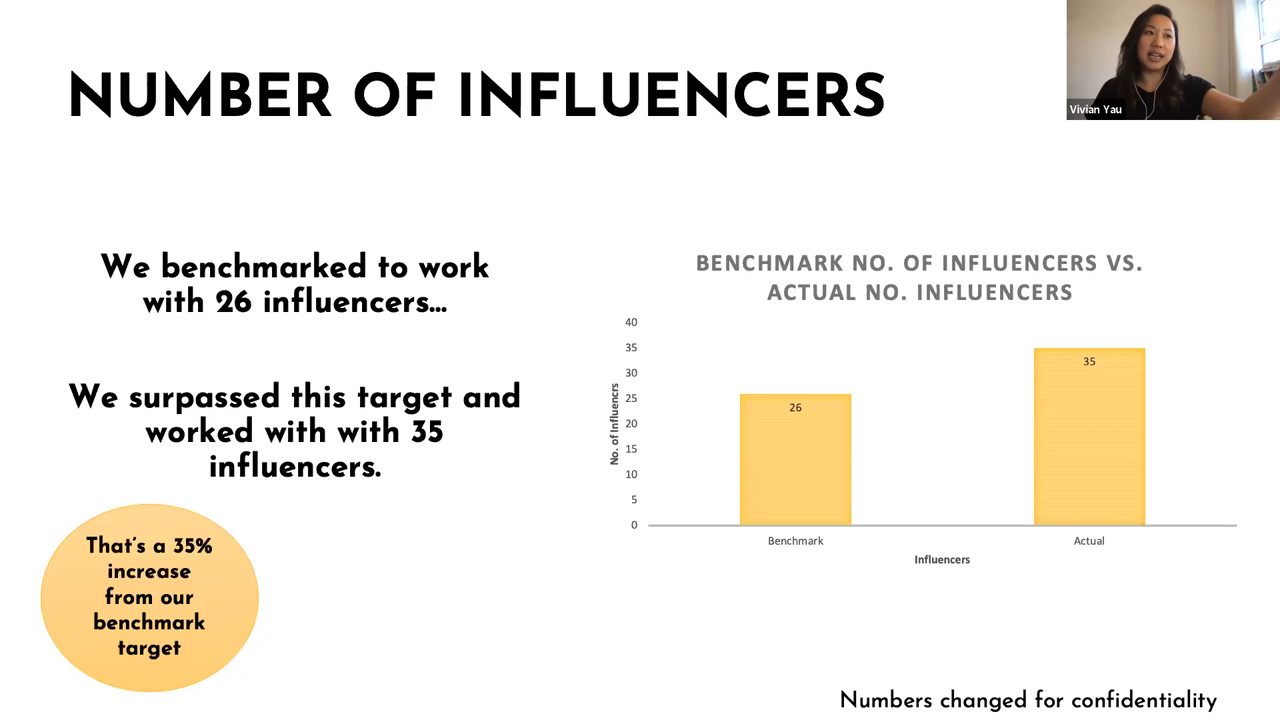 NUMBER OF INFLUENCERS
Vivian Yau
We benchmarked to work
with 26 influencers...
We surpassed this target and
worked with with 35
influencers.
That's a 35%
increase
from our
benchmark
target
BENCHMARK NO. OF INFLUENCERS VS.
ACTUAL NO. INFLUENCERS
No. of Influencrs
40
35
30
25
20
15
10
5
0
26
35
Benchmark
Actual
Influencers
Numbers changed for confidentiality